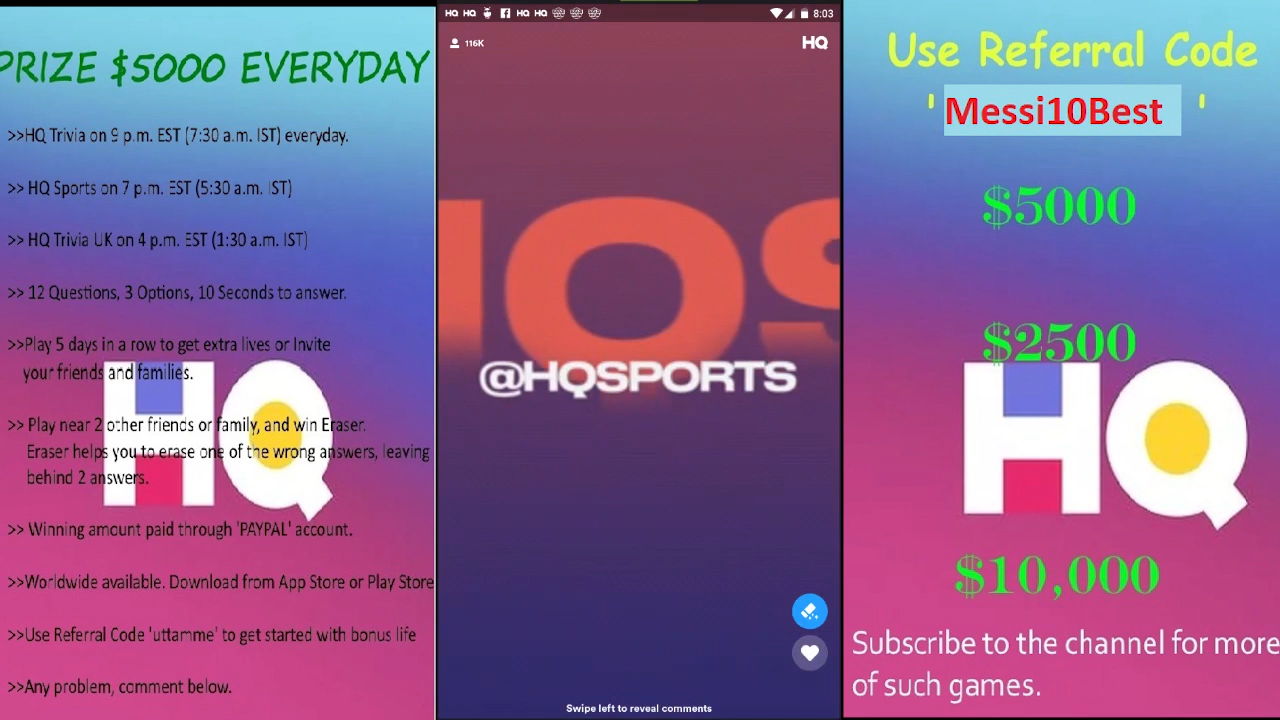 PRIZE $5000 EVERYDAY
>>HQ Trivia on 9 p.m. EST (7:30 a.m. IST) everyday.
>> HQ Sports on 7 p.m. EST (5:30 a.m. IST)
>> HQ Trivia UK on 4 p.m. EST (1:30 a.m. IST)
>> 12 Questions, 3 Options, 10 Seconds to answer.
>>Play 5 days in a row to get extra lives or Invite
your friends and families.
>> Play near 2 other friends or family, and win Eraser.
Eraser helps you to erase one of the wrong answers, leaving
behind 2 answers.
HQ
>> Winning amount paid through 'PAYPAL' account.
>>Worldwide available. Download from App Store or Play Store
>>Use Referral Code 'uttamme' to get started with bonus life
>>Any problem, comment below.
HQ HQ HQ HQ 8:03
116K HQ
@HQSPORTS
Swipe left to reveal comments
Use Referral Code
' Messi10Best '
$5000
$2500
HQ
$10,000
Subscribe to the channel for more
of such games.